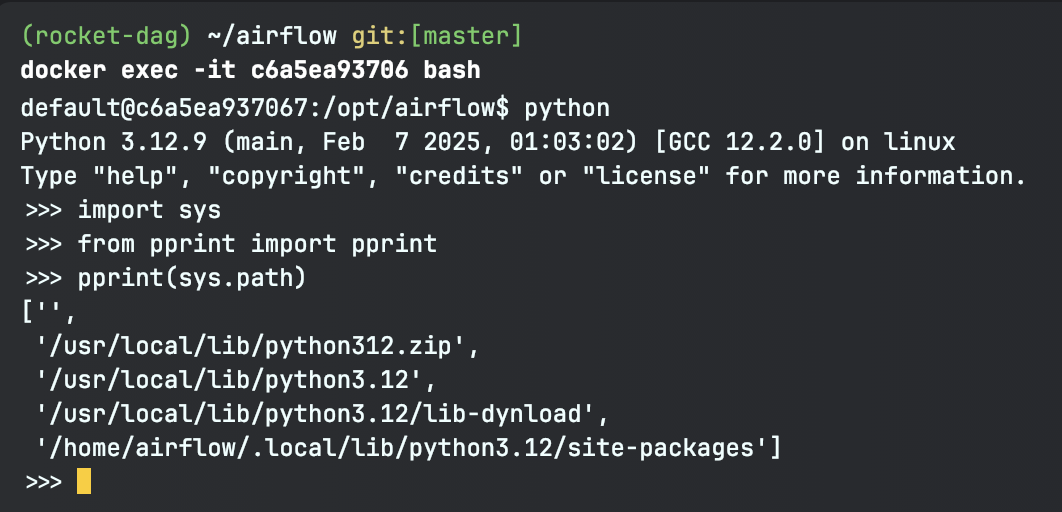 (rocket-dag) ~/airflow git:[master]
docker exec -it c6a5ea93706 bash
default@c6a5ea937067:/opt/airflow$ python
Python 3.12.9 (main, Feb  7 2025, 01:03:02) [GCC 12.2.0] on linux
Type "help", "copyright", "credits" or "license" for more information.
>>> import sys
>>> from pprint import pprint
>>> pprint(sys.path)
['',
 '/usr/local/lib/python312.zip',
 '/usr/local/lib/python3.12',
 '/usr/local/lib/python3.12/lib-dynload',
 '/home/airflow/.local/lib/python3.12/site-packages']
>>>